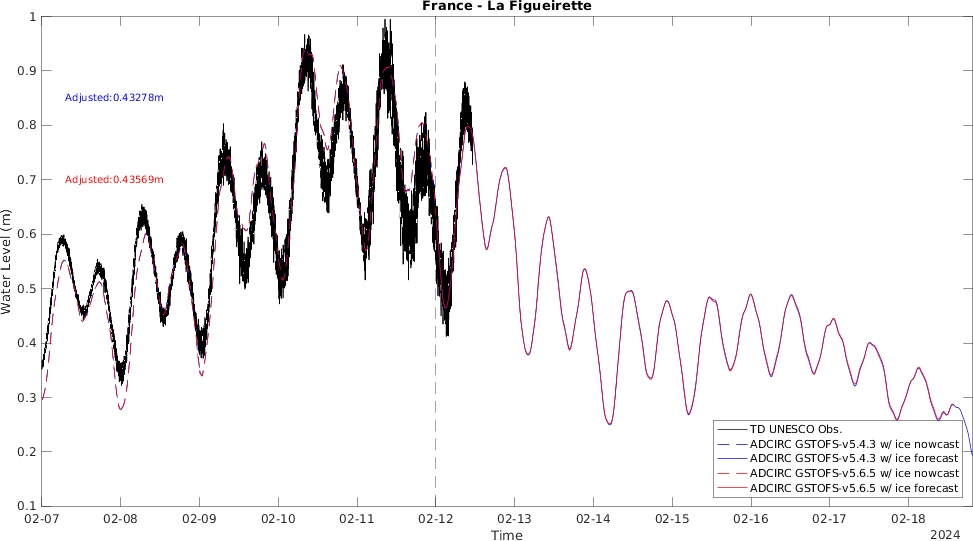 France - La Figueirette
Water Level (m)
1
0.9
0.8
0.7
0.6
0.5
0.4
0.3
0.2
0.1
Adjusted:0.43278m
Adjusted:0.43569m
TD UNESCO Obs.
ADCIRC GSTOFS-v5.4.3 w/ ice nowcast
ADCIRC GSTOFS-v5.4.3 w/ ice forecast
ADCIRC GSTOFS-v5.6.5 w/ ice nowcast
ADCIRC GSTOFS-v5.6.5 w/ ice forecast
02-07 02-08 02-09 02-10 02-11 02-12 02-13 02-14 02-15 02-16 02-17 02-18
Time
2024